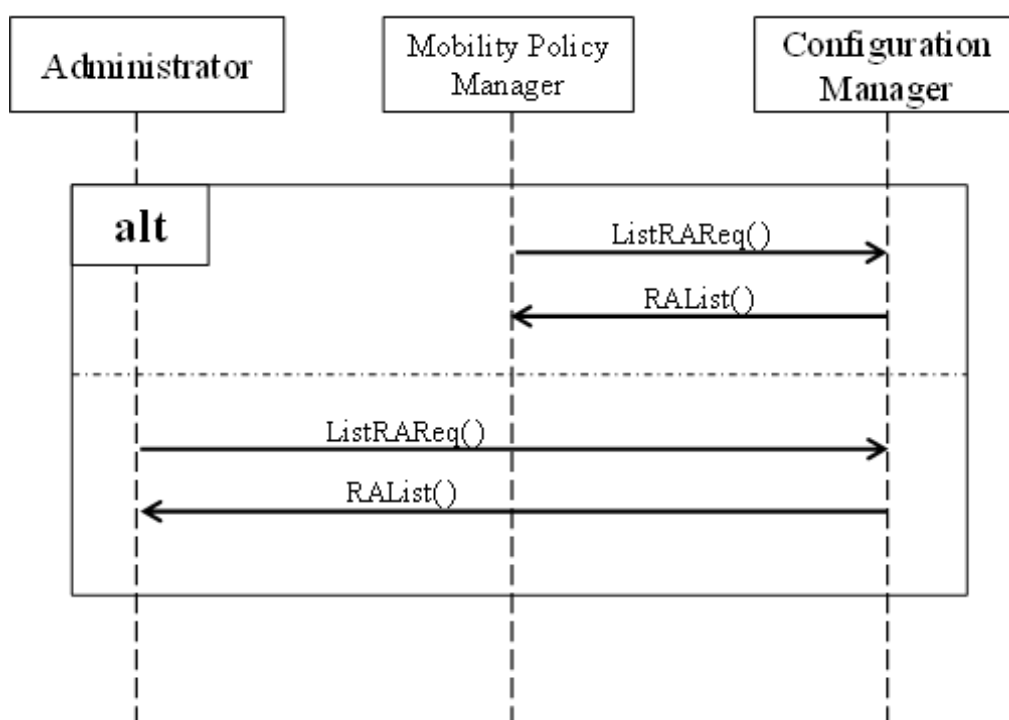 Administrator
Mobility Policy
Manager
Configuration
Manager
alt
ListRAReq()
RAList()
ListRAReq()
RAList()